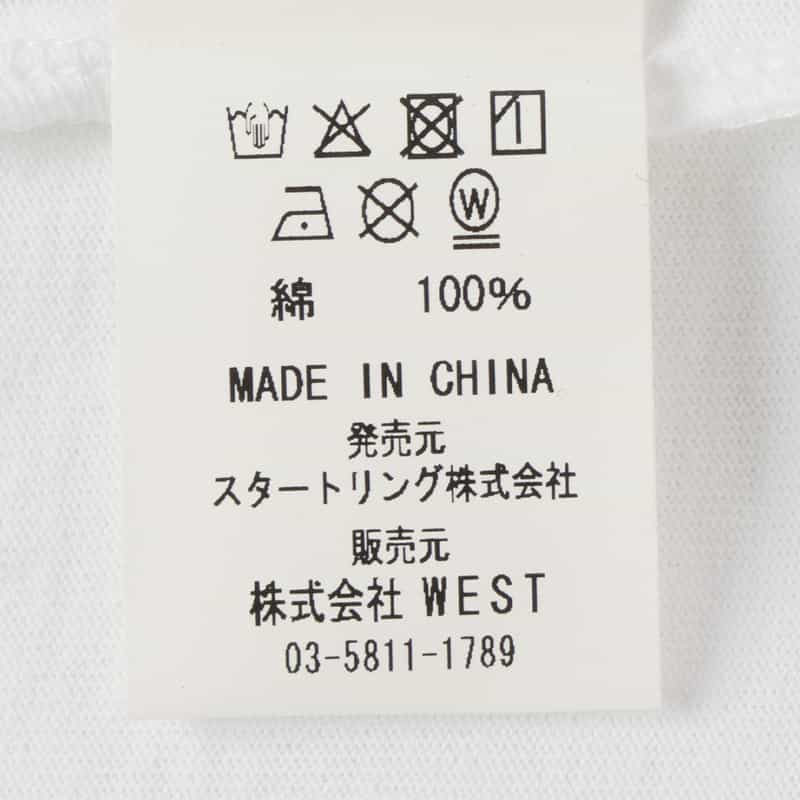 W
綿 100%
MADE IN CHINA
発売元
スタートリング株式会社
販売元
株式会社 WEST
03-5811-1789